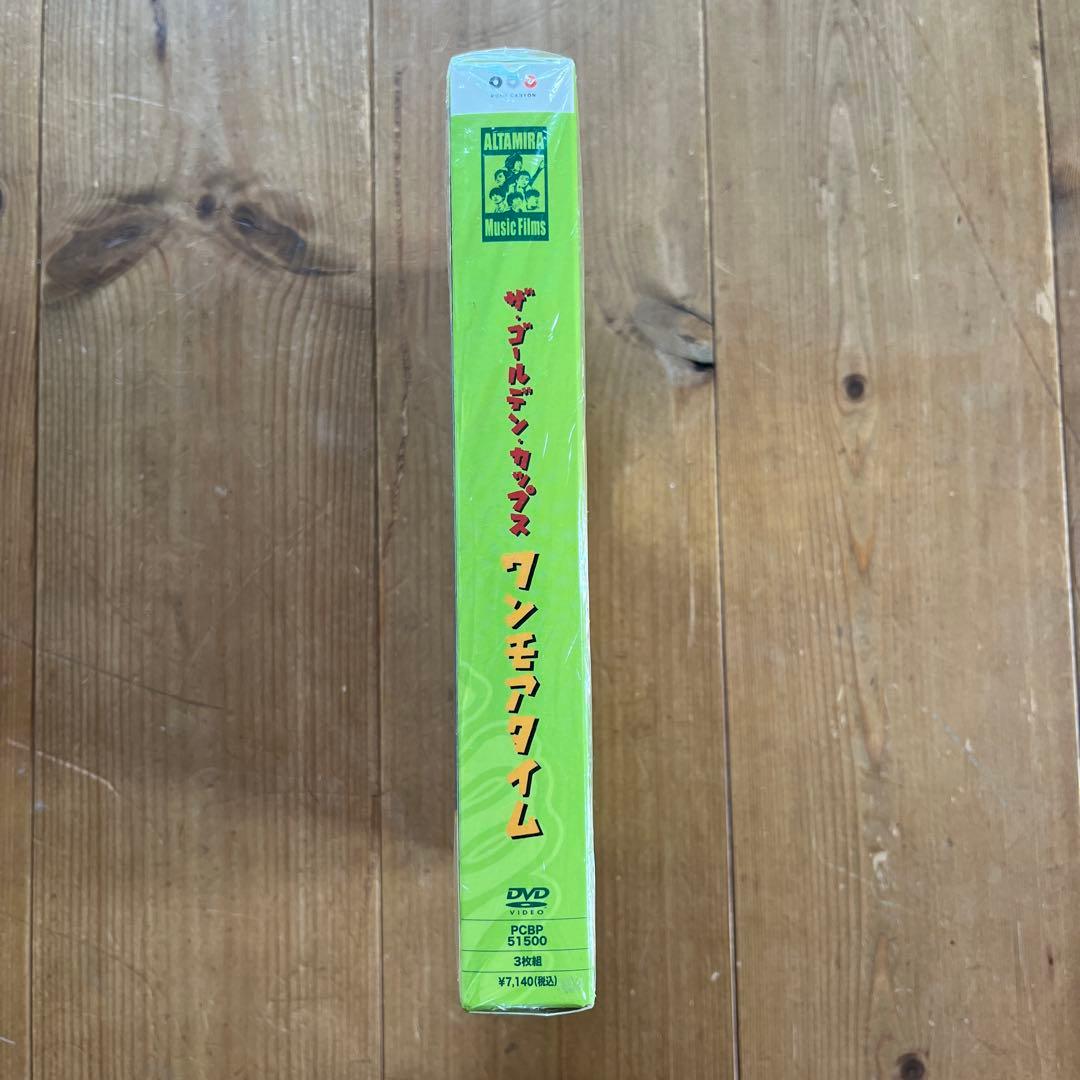 PONY CANYON
ALTAMIRA
Music Films
ザ・ゴールデン・カップス
ワンモアタイム
DVD
VIDEO
PCBP
51500
3枚組
¥7,140(税込)